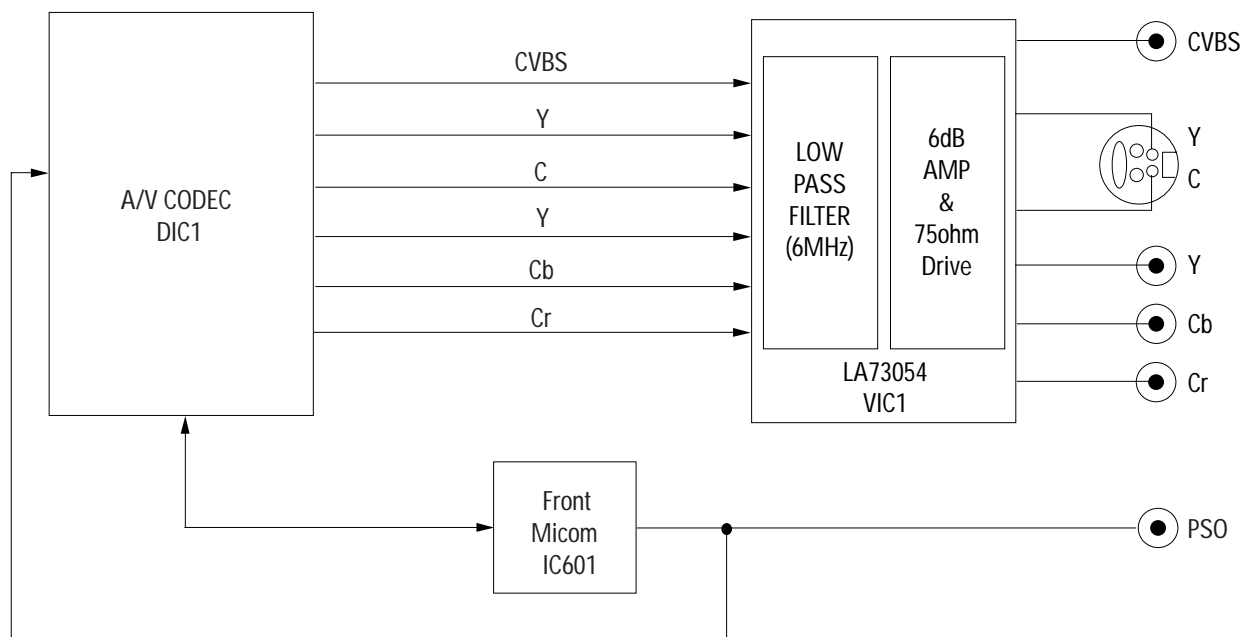 A/V CODEC
DIC1
CVBS
Y
C
Y
Cb
Cr
LOW
PASS
FILTER
(6MHz)
6dB
AMP
&
75ohm
Drive
LA73054
VIC1
CVBS
Y
C
Y
Cb
Cr
Front
Micom
IC601
PSO